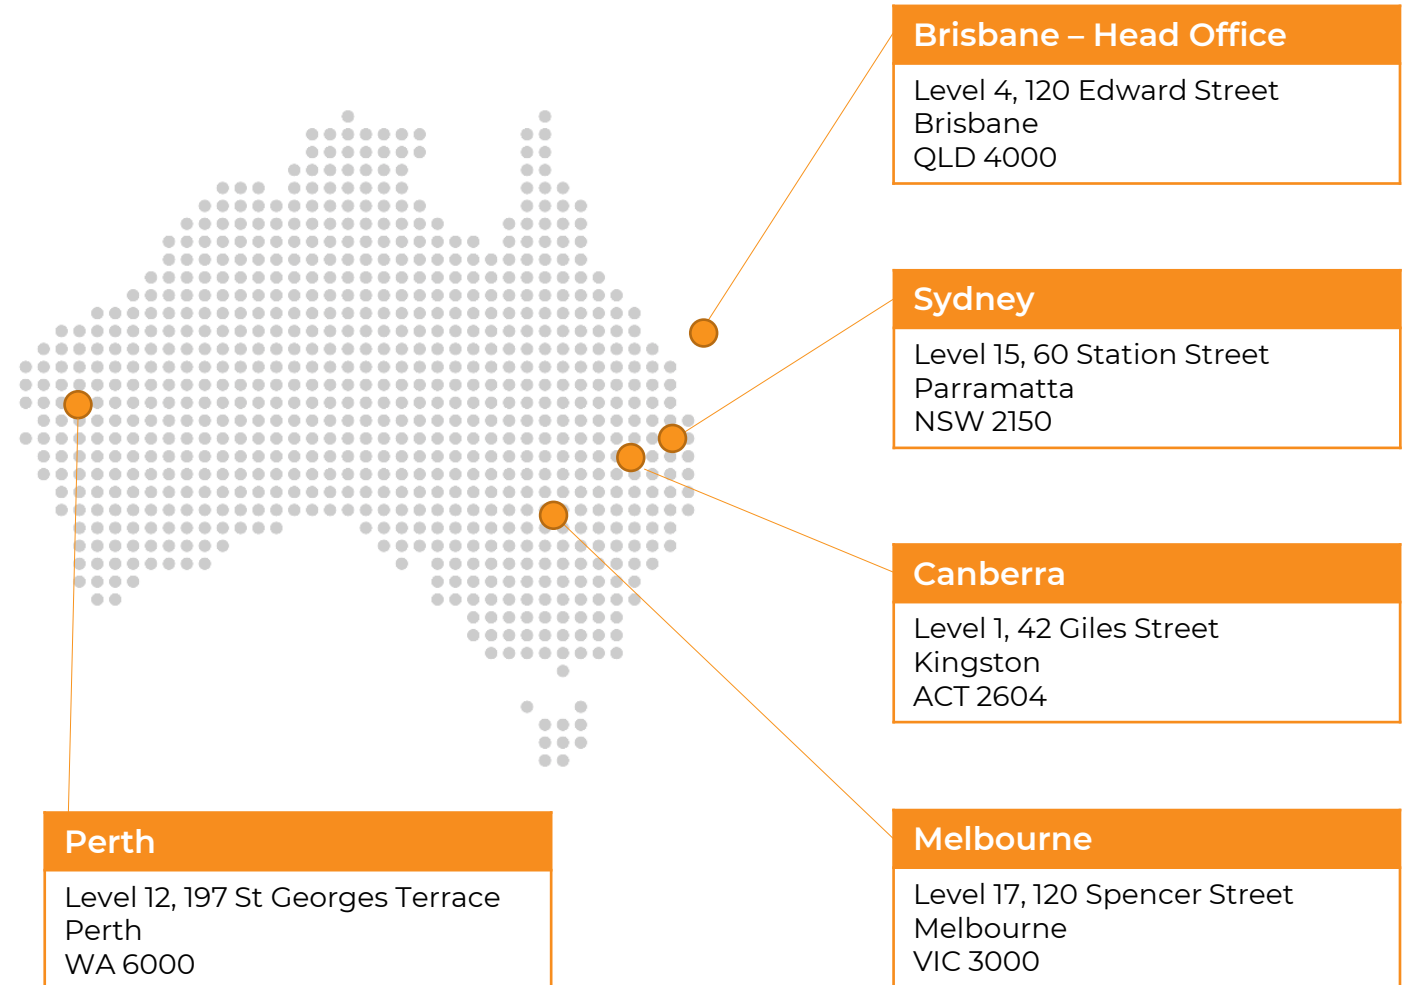 Brisbane – Head Office
Level 4, 120 Edward Street
Brisbane
QLD 4000
Sydney
Level 15, 60 Station Street
Parramatta
NSW 2150
Canberra
Level 1, 42 Giles Street
Kingston
ACT 2604
Melbourne
Level 17, 120 Spencer Street
Melbourne
VIC 3000
Perth
Level 12, 197 St Georges Terrace
Perth
WA 6000